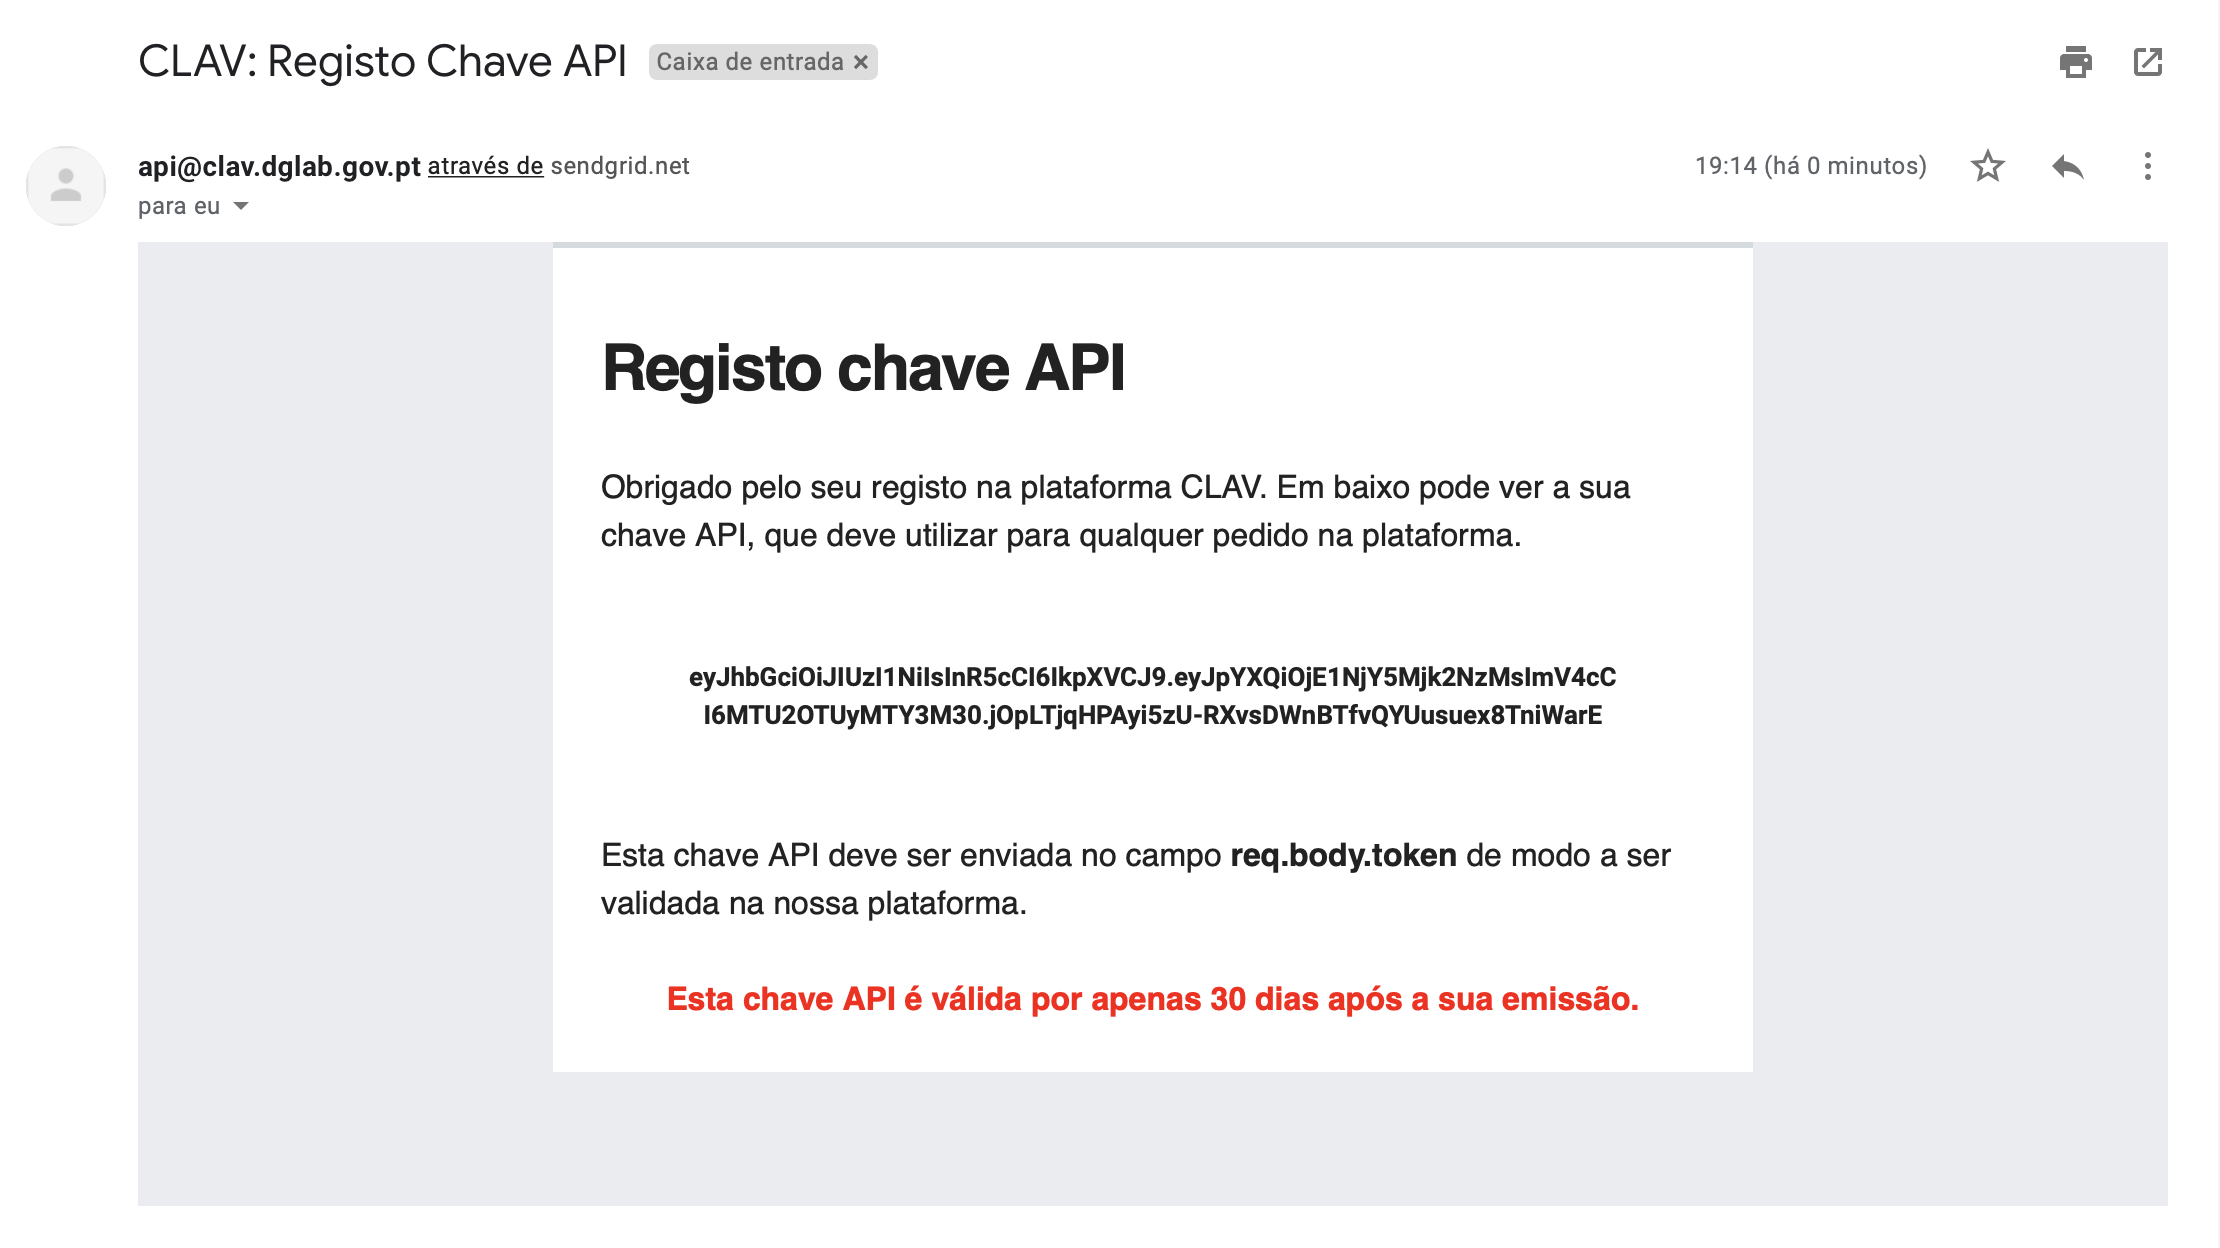 CLAV: Registo Chave API Caixa de entrada ×
api@clav.dglab.gov.pt através de sendgrid.net 19:14 (há 0 minutos)
para eu
Registo chave API
Obrigado pelo seu registo na plataforma CLAV. Em baixo pode ver a sua
chave API, que deve utilizar para qualquer pedido na plataforma.
eyJhbGciOiJIUzI1NiIsInR5cCI6IkpXVCJ9.eyJpYXQiOjE1NjY5Mjk2NzMsImV4cC
I6MTU2OTUyMTY3M30.jOpLTjqHPAyi5zU-RXvsDWnBTfvQYUusuex8TniWarE
Esta chave API deve ser enviada no campo req.body.token de modo a ser
validada na nossa plataforma.
Esta chave API é válida por apenas 30 dias após a sua emissão.